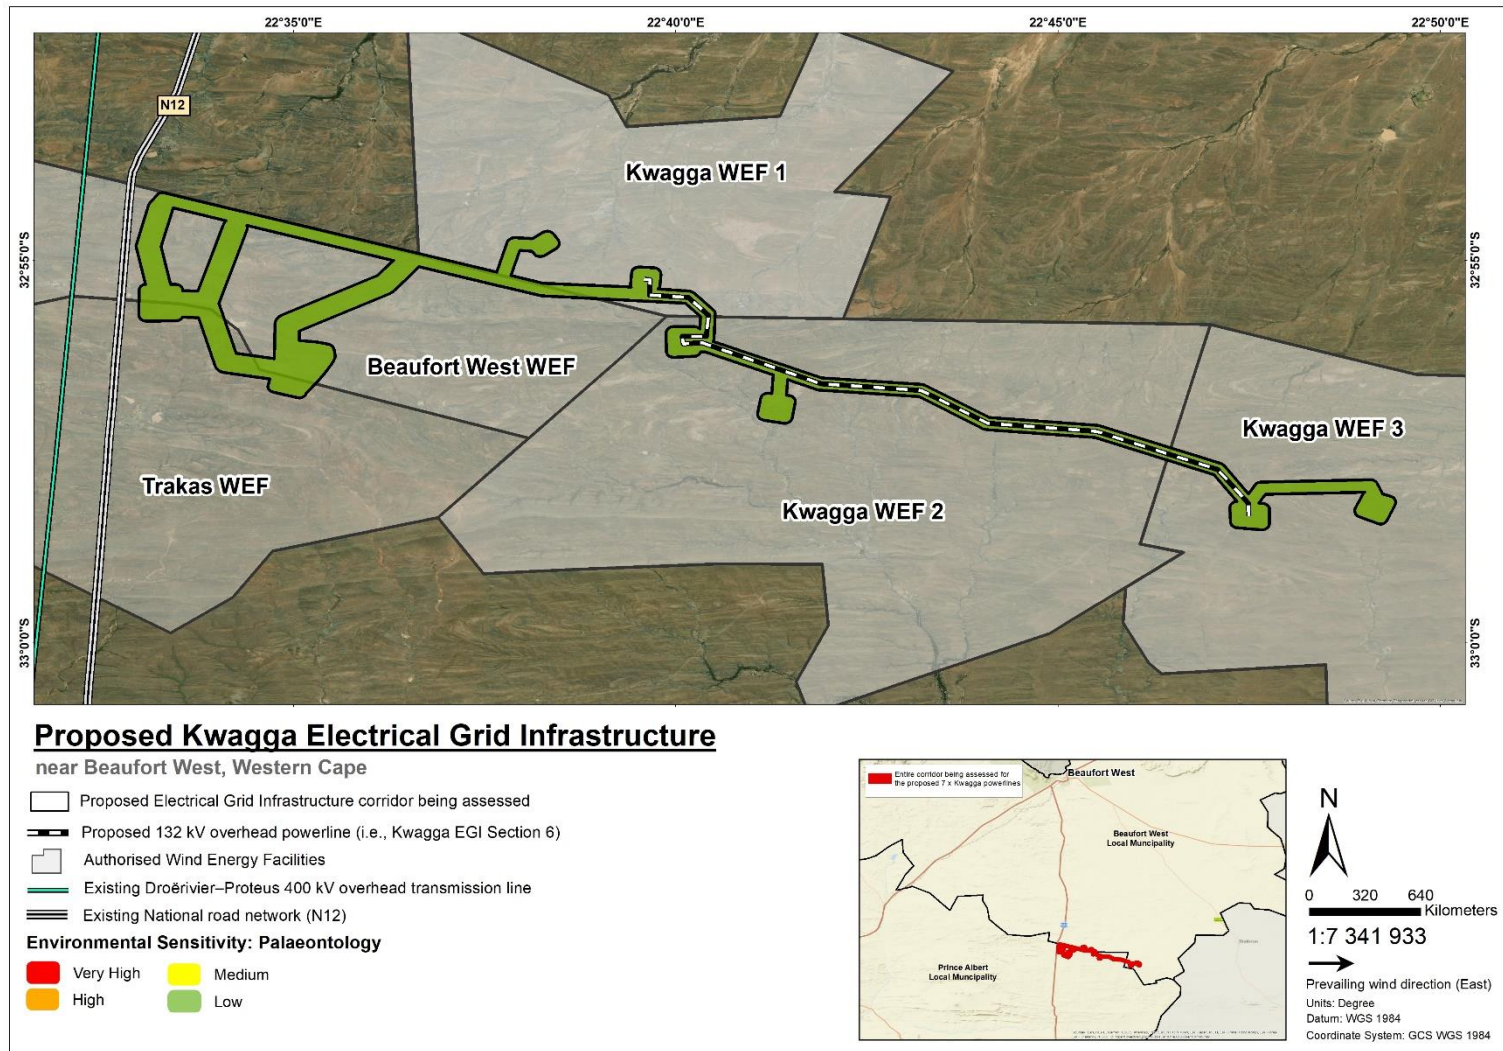 22°35'0"E
22°40'0"E
22°45'0"E
22°50'0"E
N12
Kwagga WEF 1
32°55'0"S
32°55'0"S
Beaufort West WEF
Kwagga WEF 3
Trakas WEF
Kwagga WEF 2
33°0'0"S
33°0'0"S
Proposed Kwagga Electrical Grid Infrastructure
near Beaufort West, Western Cape
Proposed Electrical Grid Infrastructure corridor being assessed
Proposed 132 kV overhead powerline (i.e., Kwagga EGI Section 6)
Authorised Wind Energy Facilities
Existing Droërivier–Proteus 400 kV overhead transmission line
Existing National road network (N12)
Environmental Sensitivity: Palaeontology
Very High
Medium
High
Low
Entire corridor being assessed for
the proposed 7 x Kwagga powerlines
Beaufort West
Beaufort West
Local Muncipality
Prince Albert
Local Muncipality
N
0 320 640
Kilometers
1:7 341 933
Prevailing wind direction (East)
Units: Degree
Datum: WGS 1984
Coordinate System: GCS WGS 1984